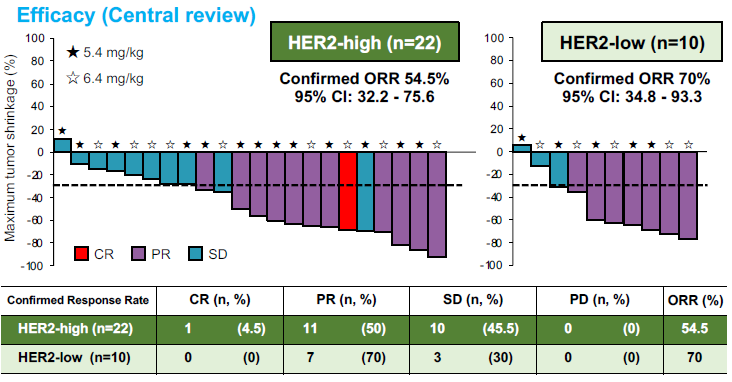 Efficacy (Central review)
HER2-high (n=22)
Confirmed ORR 54.5%
95% CI: 32.2 - 75.6
★ 5.4 mg/kg
☆ 6.4 mg/kg
Maximum tumor shrinkage (%)
100
80
60
40
20
0
-20
-40
-60
-80
-100
CR PR SD
HER2-low (n=10)
Confirmed ORR 70%
95% CI: 34.8 - 93.3
100
80
60
40
20
0
-20
-40
-60
-80
-100
Confirmed Response Rate CR (n, %) PR (n, %) SD (n, %) PD (n, %) ORR (%)
HER2-high (n=22) 1 (4.5) 11 (50) 10 (45.5) 0 (0) 54.5
HER2-low (n=10) 0 (0) 7 (70) 3 (30) 0 (0) 70